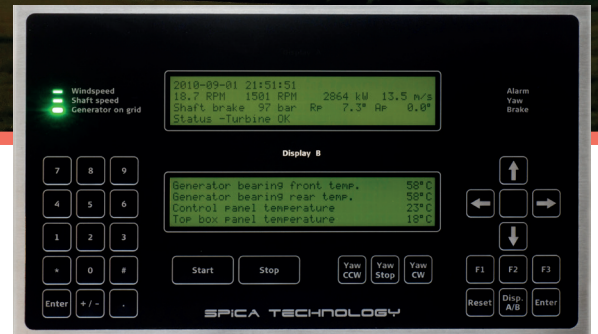 Windspeed
Shaft speed
Generator on grid
2010-09-01 21:51:51
18.7 RPM 1501 RPM 2864 kW 13.5 m/s
Shaft brake 97 bar RP 7.3° AP 0.0°
Status -Turbine OK
Alarm
Yaw
Brake
Display B
Generator bearing front temp. 58°C
Generator bearing rear temp. 58°C
Control panel temperature 23°C
Top box panel temperature 18°C
7 8 9
4 5 6
1 2 3
* 0 #
Enter +/- .
Start Stop
Yaw CCW
Yaw Stop
Yaw CW
F1 F2 F3
Reset Disp. A/B Enter
SPICA TECHNOLOGY